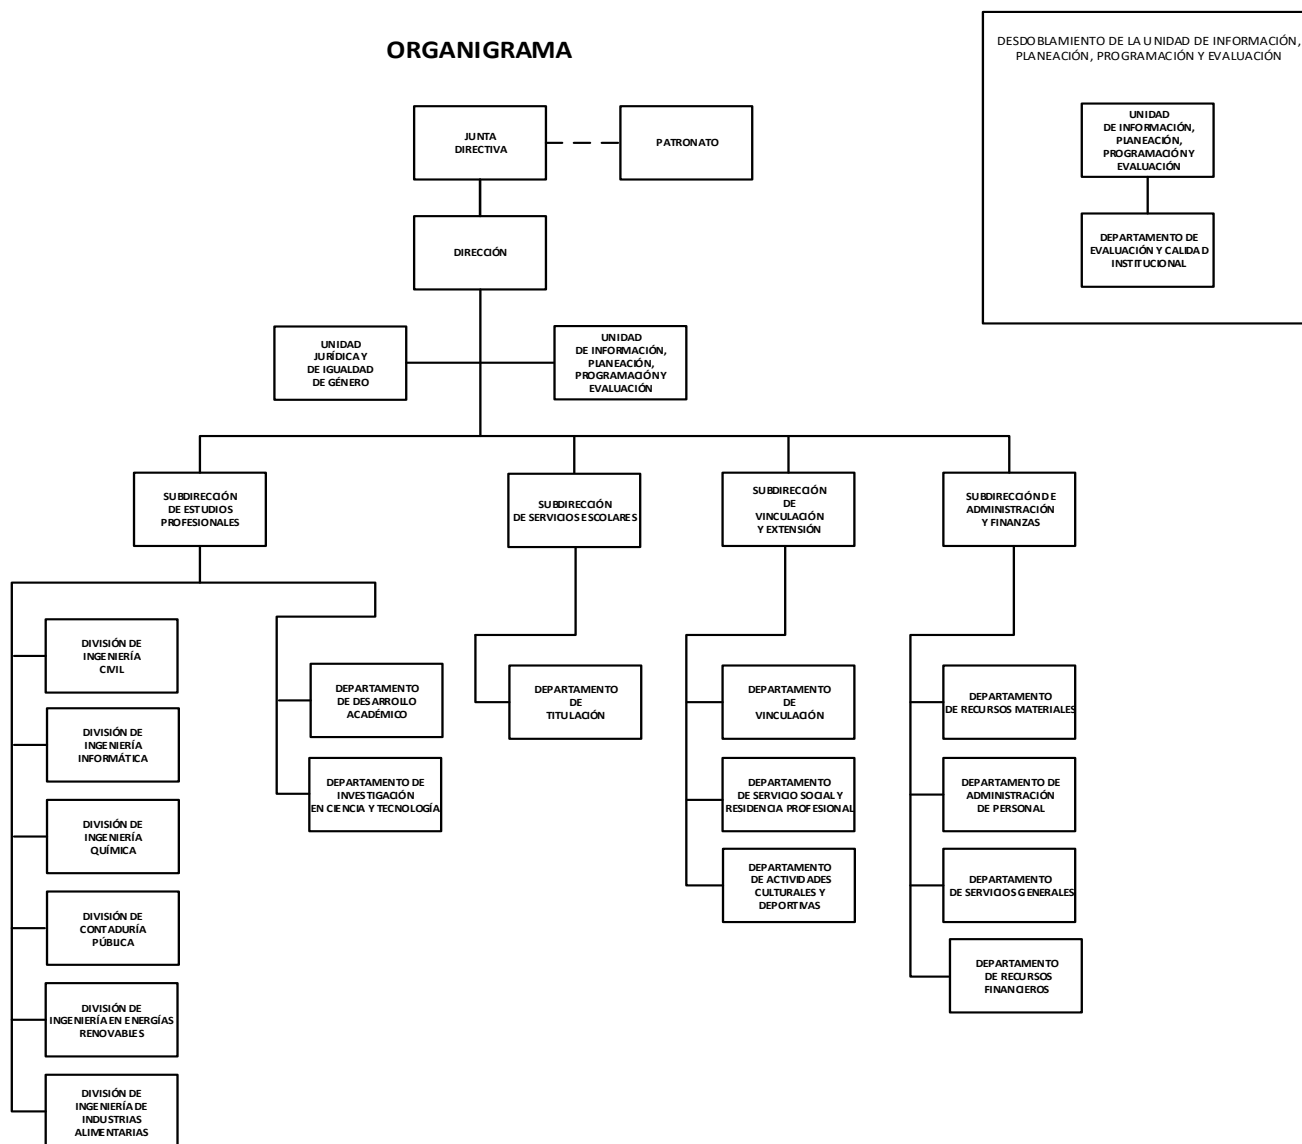 ORGANIGRAMA
DESDOBLAMIENTO DE LA UNIDAD DE INFORMACIÓN,
PLANEACIÓN, PROGRAMACIÓN Y EVALUACIÓN
UNIDAD
DE INFORMACIÓN,
PLANEACIÓN,
PROGRAMACIÓN Y
EVALUACIÓN
DEPARTAMENTO DE
EVALUACIÓN Y CALIDAD
INSTITUCIONAL
JUNTA
DIRECTIVA
PATRONATO
DIRECCIÓN
UNIDAD
JURÍDICA Y
DE IGUALDAD
DE GÉNERO
UNIDAD
DE INFORMACIÓN,
PLANEACIÓN,
PROGRAMACIÓN Y
EVALUACIÓN
SUBDIRECCIÓN
DE ESTUDIOS
PROFESIONALES
SUBDIRECCIÓN
DE SERVICIOS ESCOLARES
SUBDIRECCIÓN
DE
VINCULACIÓN
Y EXTENSIÓN
SUBDIRECCIÓN DE
ADMINISTRACIÓN
Y FINANZAS
DIVISIÓN DE
INGENIERÍA
CIVIL
DIVISIÓN DE
INGENIERÍA
INFORMÁTICA
DIVISIÓN DE
INGENIERÍA
QUÍMICA
DIVISIÓN DE
CONTADURÍA
PÚBLICA
DIVISIÓN DE
INGENIERÍA EN ENERGÍAS
RENOVABLES
DIVISIÓN DE
INGENIERÍA DE
INDUSTRIAS
ALIMENTARIAS
DEPARTAMENTO
DE DESARROLLO
ACADÉMICO
DEPARTAMENTO DE
INVESTIGACIÓN
EN CIENCIA Y TECNOLOGÍA
DEPARTAMENTO
DE
TITULACIÓN
DEPARTAMENTO
DE
VINCULACIÓN
DEPARTAMENTO
DE SERVICIO SOCIAL Y
RESIDENCIA PROFESIONAL
DEPARTAMENTO
DE ACTIVIDADES
CULTURALES Y
DEPORTIVAS
DEPARTAMENTO
DE RECURSOS MATERIALES
DEPARTAMENTO DE
ADMINISTRACIÓN
DE PERSONAL
DEPARTAMENTO
DE SERVICIOS GENERALES
DEPARTAMENTO
DE RECURSOS
FINANCIEROS